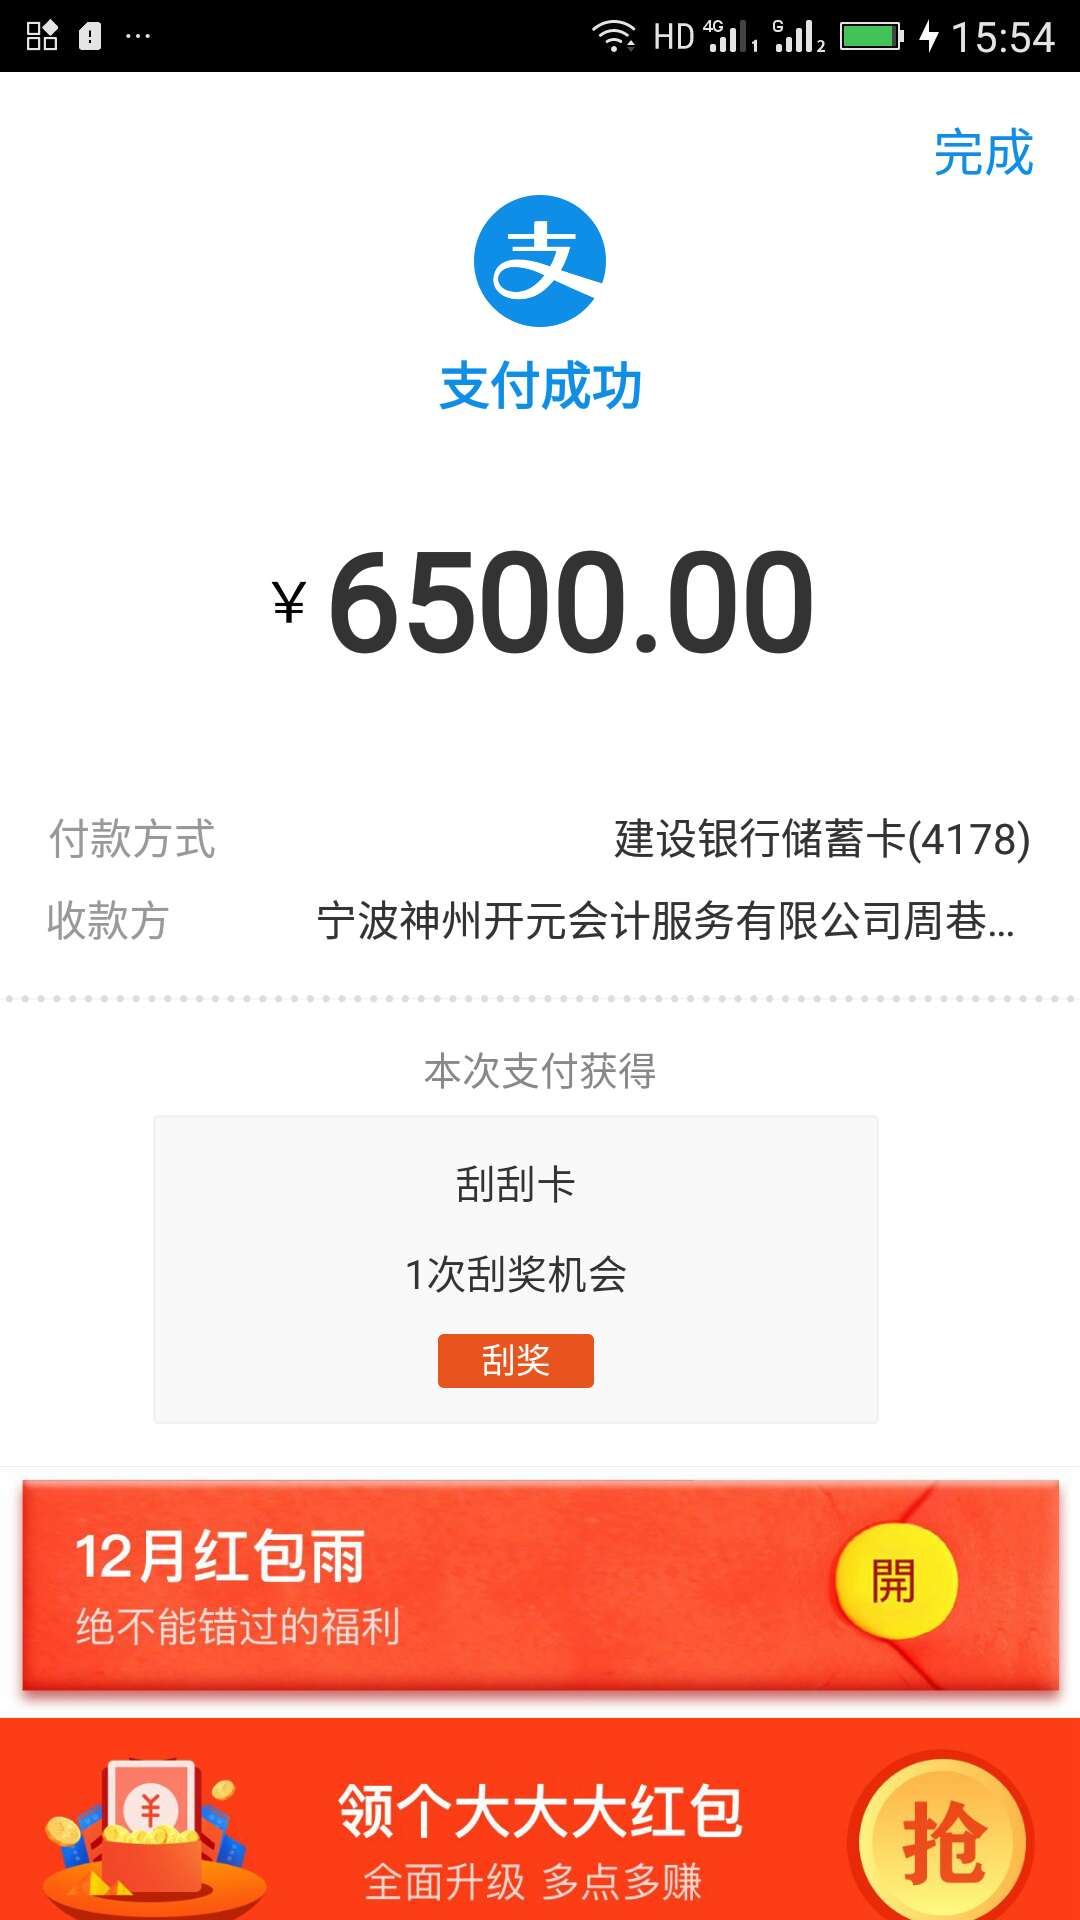 HD 4G 1 G 2 15:54
完成
支
支付成功
¥ 6500.00
付款方式 建设银行储蓄卡(4178)
收款方 宁波神州开元会计服务有限公司周巷...
本次支付获得
刮刮卡
1次刮奖机会
刮奖
12月红包雨
開
绝不能错过的福利
¥
领个大大大红包
抢
全面升级 多点多赚